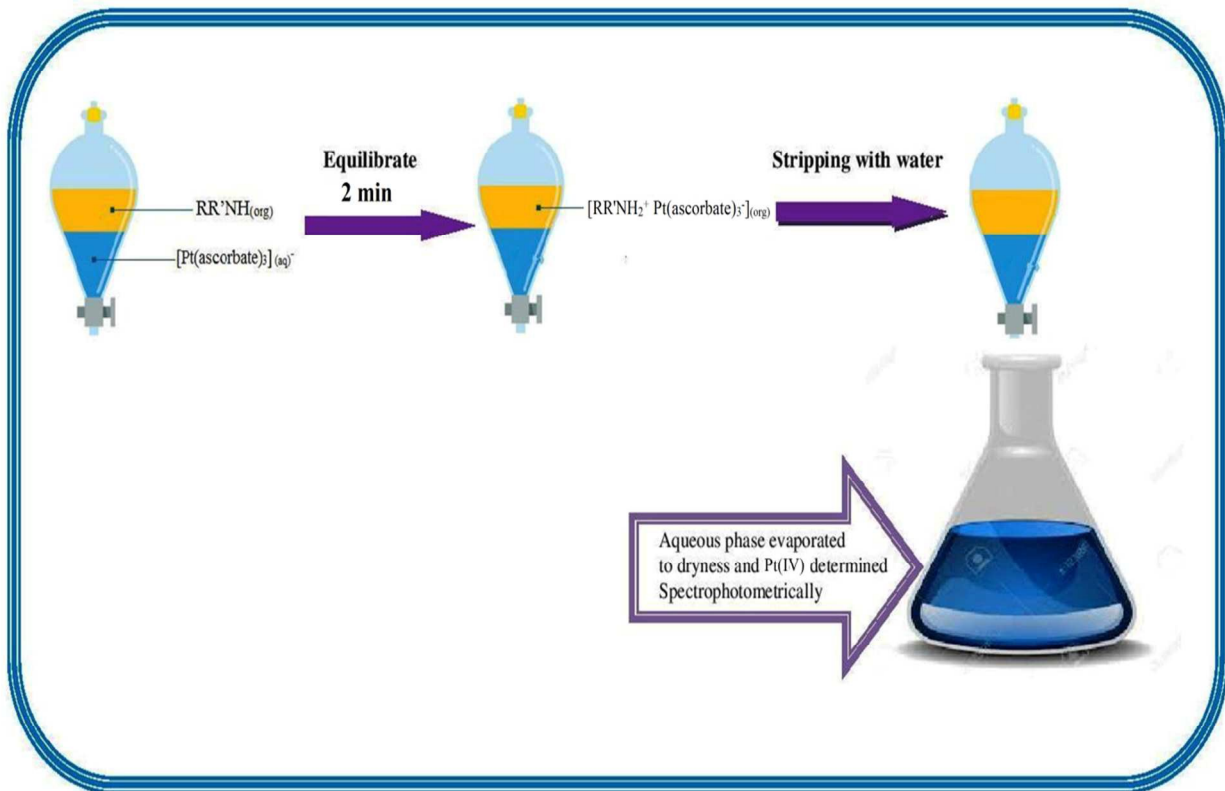 Equilibrate
2 min
Stripping with water
RR’NH(org)
[RR'NH₂⁺ Pt(ascorbate)₃⁻](org)
[Pt(ascorbate)₃] (aq)⁻
Aqueous phase evaporated
to dryness and Pt(IV) determined
Spectrophotometrically